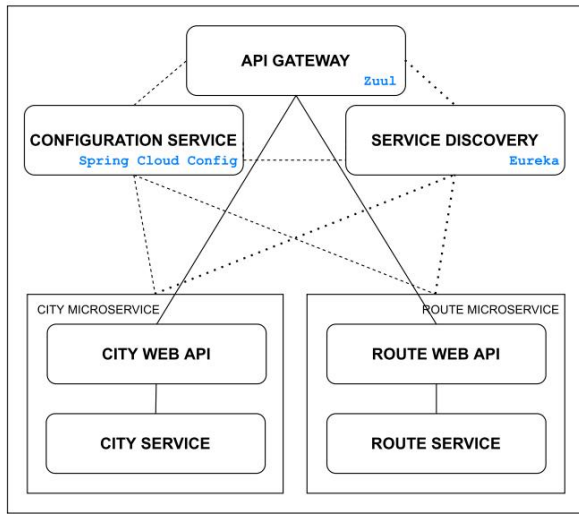 API GATEWAY
Zuul
CONFIGURATION SERVICE
Spring Cloud Config
SERVICE DISCOVERY
Eureka
CITY MICROSERVICE
CITY WEB API
CITY SERVICE
ROUTE MICROSERVICE
ROUTE WEB API
ROUTE SERVICE